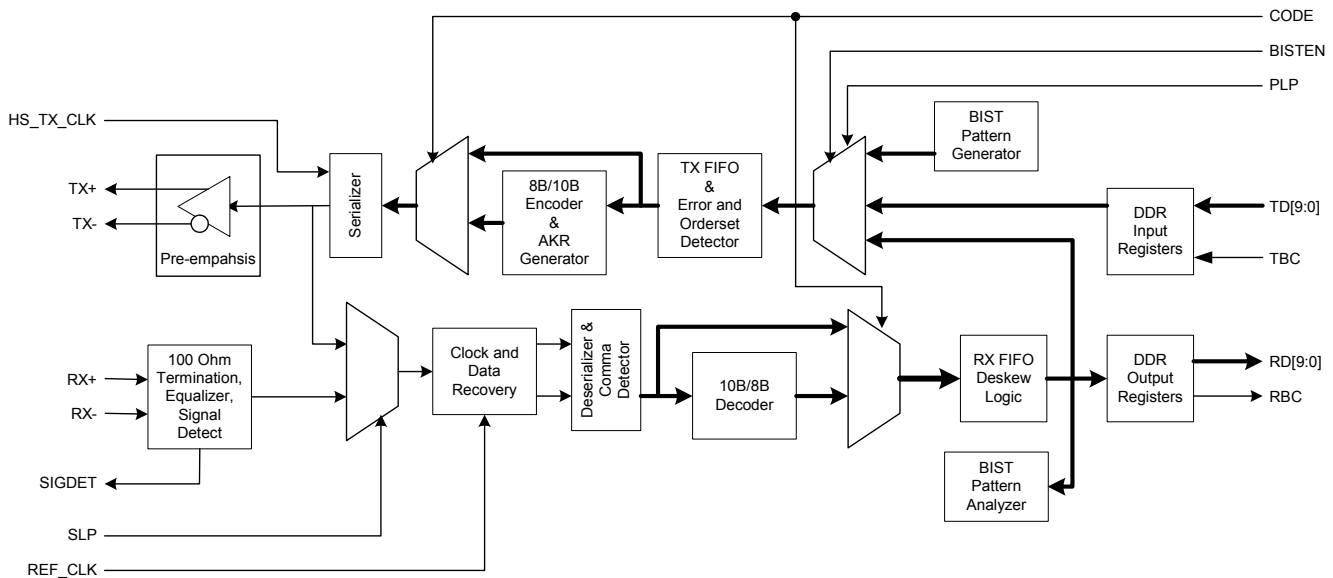 CODE
BISTEN
PLP
HS_TX_CLK
BIST
Pattern
Generator
TX+
TX-
Pre-empahsis
Serializer
8B/10B
Encoder
&
AKR
Generator
TX FIFO
&
Error and
Orderset
Detector
DDR
Input
Registers
TD[9:0]
TBC
RX+
RX-
100 Ohm
Termination,
Equalizer,
Signal
Detect
Clock and
Data
Recovery
Deserializer &
Comma
Detector
10B/8B
Decoder
RX FIFO
Deskew
Logic
DDR
Output
Registers
RD[9:0]
RBC
SIGDET
BIST
Pattern
Analyzer
SLP
REF_CLK